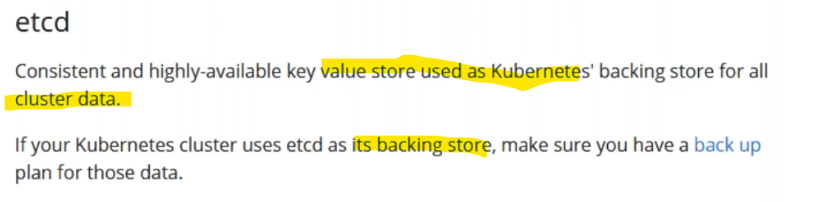 etcd
Consistent and highly-available key value store used as Kubernetes' backing store for all
cluster data.
If your Kubernetes cluster uses etcd as its backing store, make sure you have a back up
plan for those data.